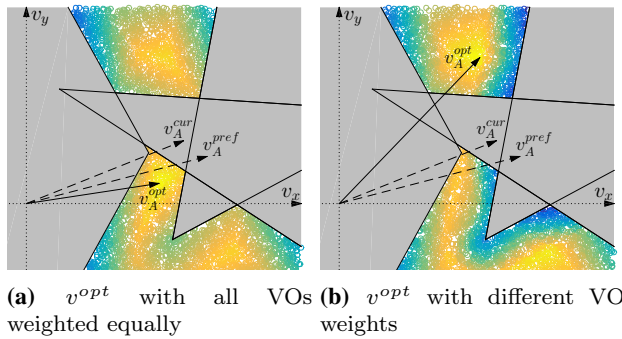 v_y
v_A^{cur}
v_A^{pref}
v_A^{opt}
v_x
v_y
v_A^{opt}
v_A^{cur}
v_A^{pref}
v_x
(a) v^{opt} with all VOs
weighted equally
(b) v^{opt} with different VO
weights